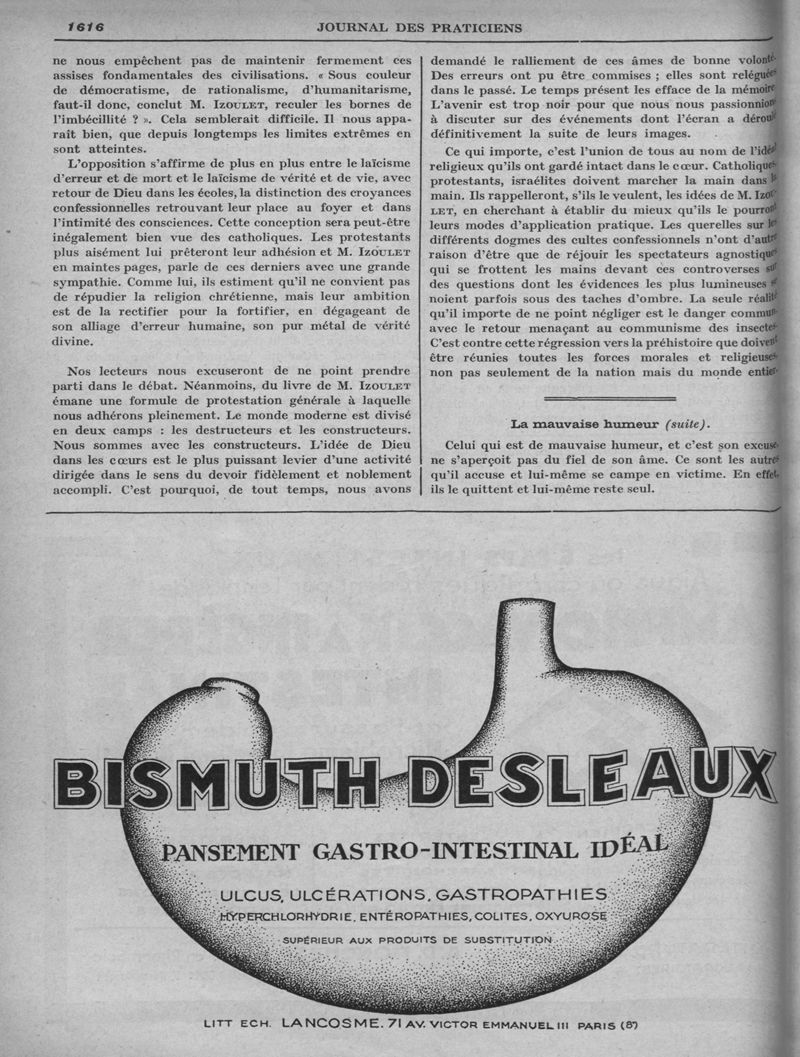 1616
JOURNAL DES PRATICIENS
ne nous empêchent pas de maintenir fermement ces
assises fondamentales des civilisations. « Sous couleur
de démocratisme, de rationalisme, d'humanitarisme,
faut-il donc, conclut M. IZOULET, reculer les bornes de
l'imbécillité ? ». Cela semblerait difficile. Il nous appa-
raît bien, que depuis longtemps les limites extrêmes en
sont atteintes.
L'opposition s'affirme de plus en plus entre le laïcisme
d'erreur et de mort et le laïcisme de vérité et de vie, avec
retour de Dieu dans les écoles, la distinction des croyances
confessionnelles retrouvant leur place au foyer et dans
l'intimité des consciences. Cette conception sera peut-être
inégalement bien vue des catholiques. Les protestants
plus aisément lui prêteront leur adhésion et M. IZOULET
en maintes pages, parle de ces derniers avec une grande
sympathie. Comme lui, ils estiment qu'il ne convient pas
de répudier la religion chrétienne, mais leur ambition
est de la rectifier pour la fortifier, en dégageant de
son alliage d'erreur humaine, son pur métal de vérité
divine.
Nos lecteurs nous excuseront de ne point prendre
parti dans le débat. Néanmoins, du livre de M. IZOULET
émane une formule de protestation générale à laquelle
nous adhérons pleinement. Le monde moderne est divisé
en deux camps : les destructeurs et les constructeurs.
Nous sommes avec les constructeurs. L'idée de Dieu
dans les cœurs est le plus puissant levier d'une activité
dirigée dans le sens du devoir fidèlement et noblement
accompli. C'est pourquoi, de tout temps, nous avons
demandé le ralliement de ces âmes de bonne volonté.
Des erreurs ont pu être commises ; elles sont reléguées
dans le passé. Le temps présent les efface de la mémoire.
L'avenir est trop noir pour que nous nous passionnions
à discuter sur des événements dont l'écran a déroulé
définitivement la suite de leurs images.
Ce qui importe, c'est l'union de tous au nom de l'idéal
religieux qu'ils ont gardé intact dans le cœur. Catholiques,
protestants, israélites doivent marcher la main dans la
main. Ils rappelleront, s'ils le veulent, les idées de M. IZOU-
LET, en cherchant à établir du mieux qu'ils le pourront
leurs modes d'application pratique. Les querelles sur les
différents dogmes des cultes confessionnels n'ont d'autre
raison d'être que de réjouir les spectateurs agnostiques
qui se frottent les mains devant ces controverses sur
des questions dont les évidences les plus lumineuses se
noient parfois sous des taches d'ombre. La seule réalité
qu'il importe de ne point négliger est le danger commun,
avec le retour menaçant au communisme des insectes.
C'est contre cette régression vers la préhistoire que doivent
être réunies toutes les forces morales et religieuses,
non pas seulement de la nation mais du monde entier.
La mauvaise humeur (suite).
Celui qui est de mauvaise humeur, et c'est son excuse,
ne s'aperçoit pas du fiel de son âme. Ce sont les autres
qu'il accuse et lui-même se campe en victime. En effet,
ils le quittent et lui-même reste seul.
BISMUTH DESLEAUX
PANSEMENT GASTRO-INTESTINAL IDÉAL
ULCUS, ULCÉRATIONS, GASTROPATHIES
HYPERCHLORHYDRIE, ENTÉROPATHIES, COLITES, OXYUROSE
SUPÉRIEUR AUX PRODUITS DE SUBSTITUTION
LITT ECH. LANCOSME. 71 AV. VICTOR EMMANUEL III PARIS (8e)